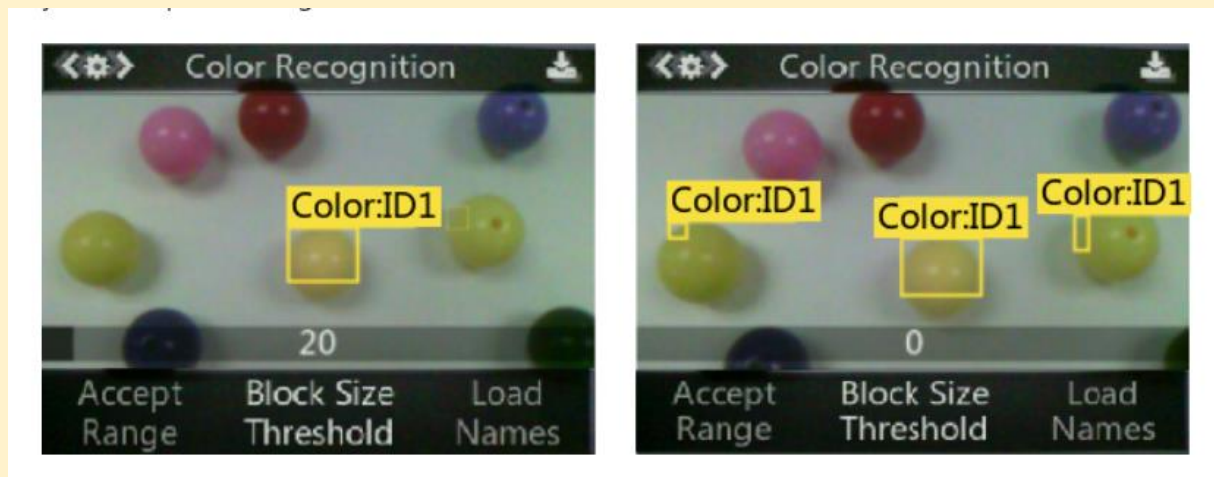 Color Recognition
Color:ID1
20
Accept Range
Block Size Threshold
Load Names
Color Recognition
Color:ID1
Color:ID1
Color:ID1
0
Accept Range
Block Size Threshold
Load Names